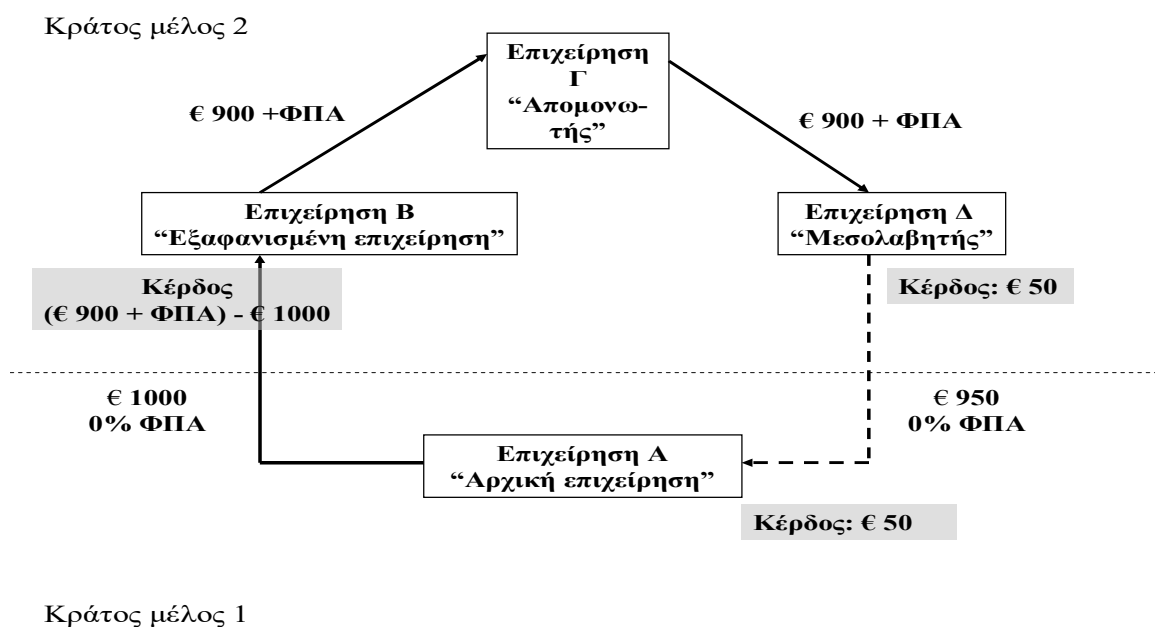 Κράτος μέλος 2
Επιχείρηση
Γ
“Απομονω-
τής”
€ 900 +ΦΠΑ
€ 900 + ΦΠΑ
Επιχείρηση Β
“Εξαφανισμένη επιχείρηση”
Επιχείρηση Δ
“Μεσολαβητής”
Κέρδος
(€ 900 + ΦΠΑ) - € 1000
Κέρδος: € 50
€ 1000
0% ΦΠΑ
€ 950
0% ΦΠΑ
Επιχείρηση Α
“Αρχική επιχείρηση”
Κέρδος: € 50
Κράτος μέλος 1